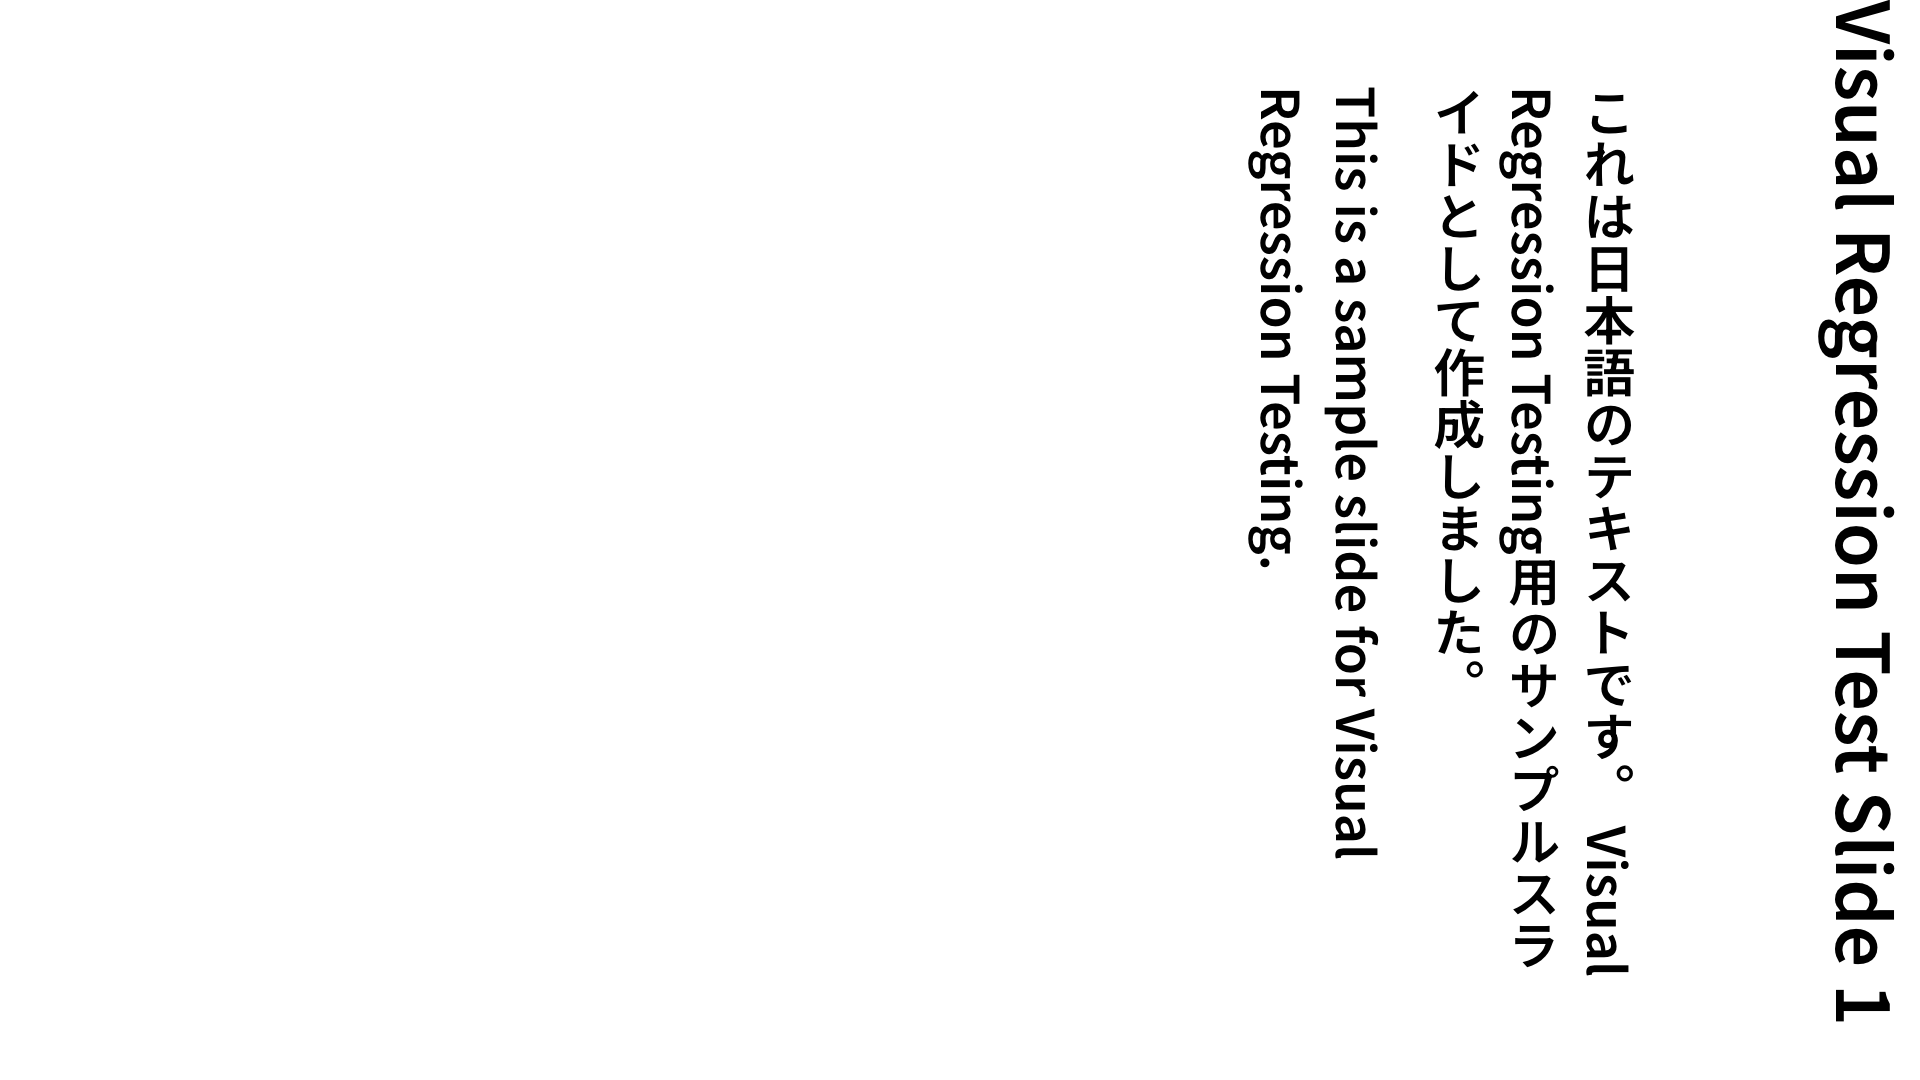 Visual Regression Test Slide 1
これは日本語のテキストです。 Visual
Regression Testing用のサンプルスラ
イドとして作成しました。
This is a sample slide for Visual
Regression Testing.